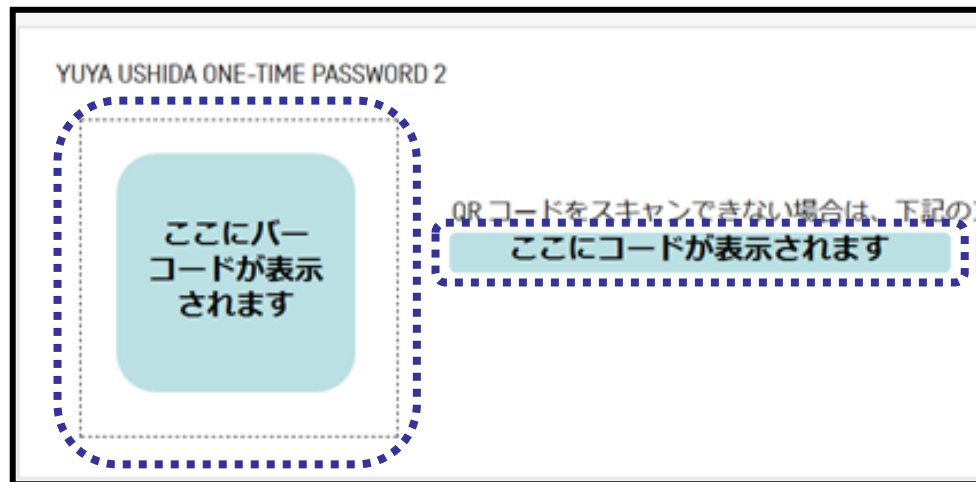 YUYA USHIDA ONE-TIME PASSWORD 2
ここにバー
コードが表示
されます
QR コードをスキャンできない場合は、下記の
ここにコードが表示されます